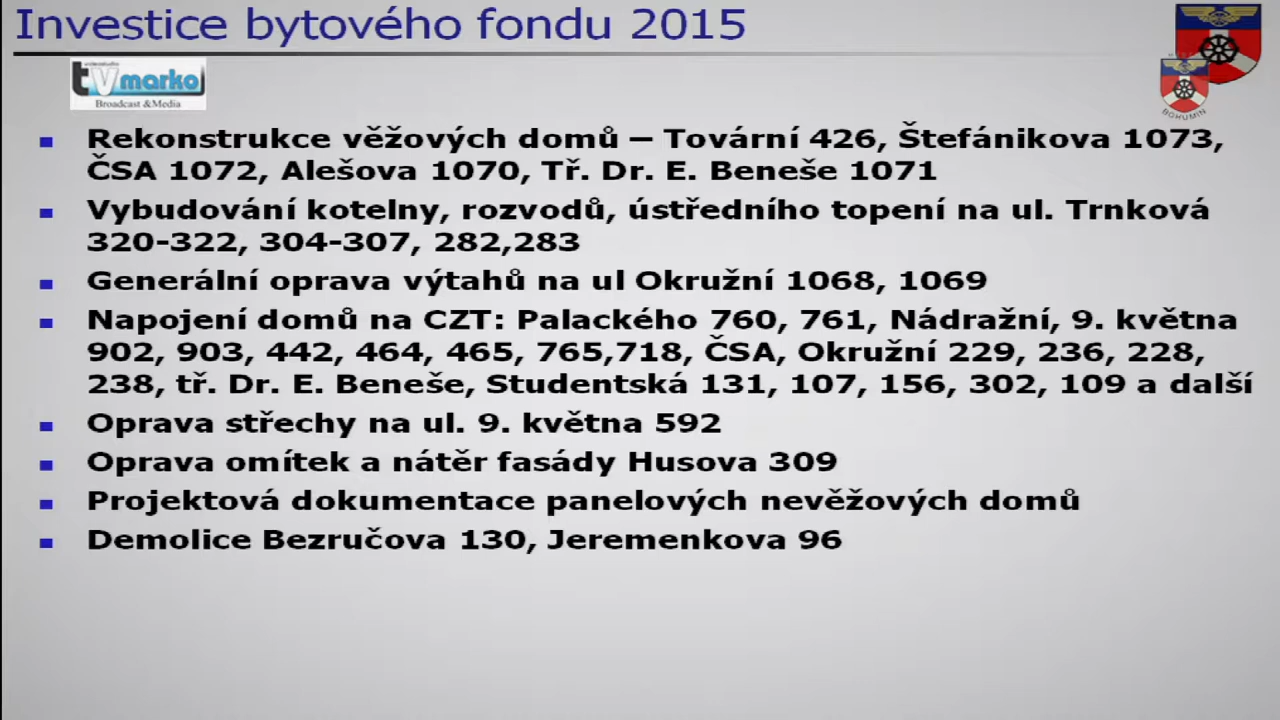 Investice bytového fondu 2015
tvmarko
Broadcast &Media
BOHUMÍN
Rekonstrukce věžových domů – Tovární 426, Štefánikova 1073,
ČSA 1072, Alešova 1070, Tř. Dr. E. Beneše 1071
Vybudování kotelny, rozvodů, ústředního topení na ul. Trnková
320-322, 304-307, 282,283
Generální oprava výtahů na ul Okružní 1068, 1069
Napojení domů na CZT: Palackého 760, 761, Nádražní, 9. května
902, 903, 442, 464, 465, 765,718, ČSA, Okružní 229, 236, 228,
238, tř. Dr. E. Beneše, Studentská 131, 107, 156, 302, 109 a další
Oprava střechy na ul. 9. května 592
Oprava omítek a nátěr fasády Husova 309
Projektová dokumentace panelových nevěžových domů
Demolice Bezručova 130, Jeremenkova 96